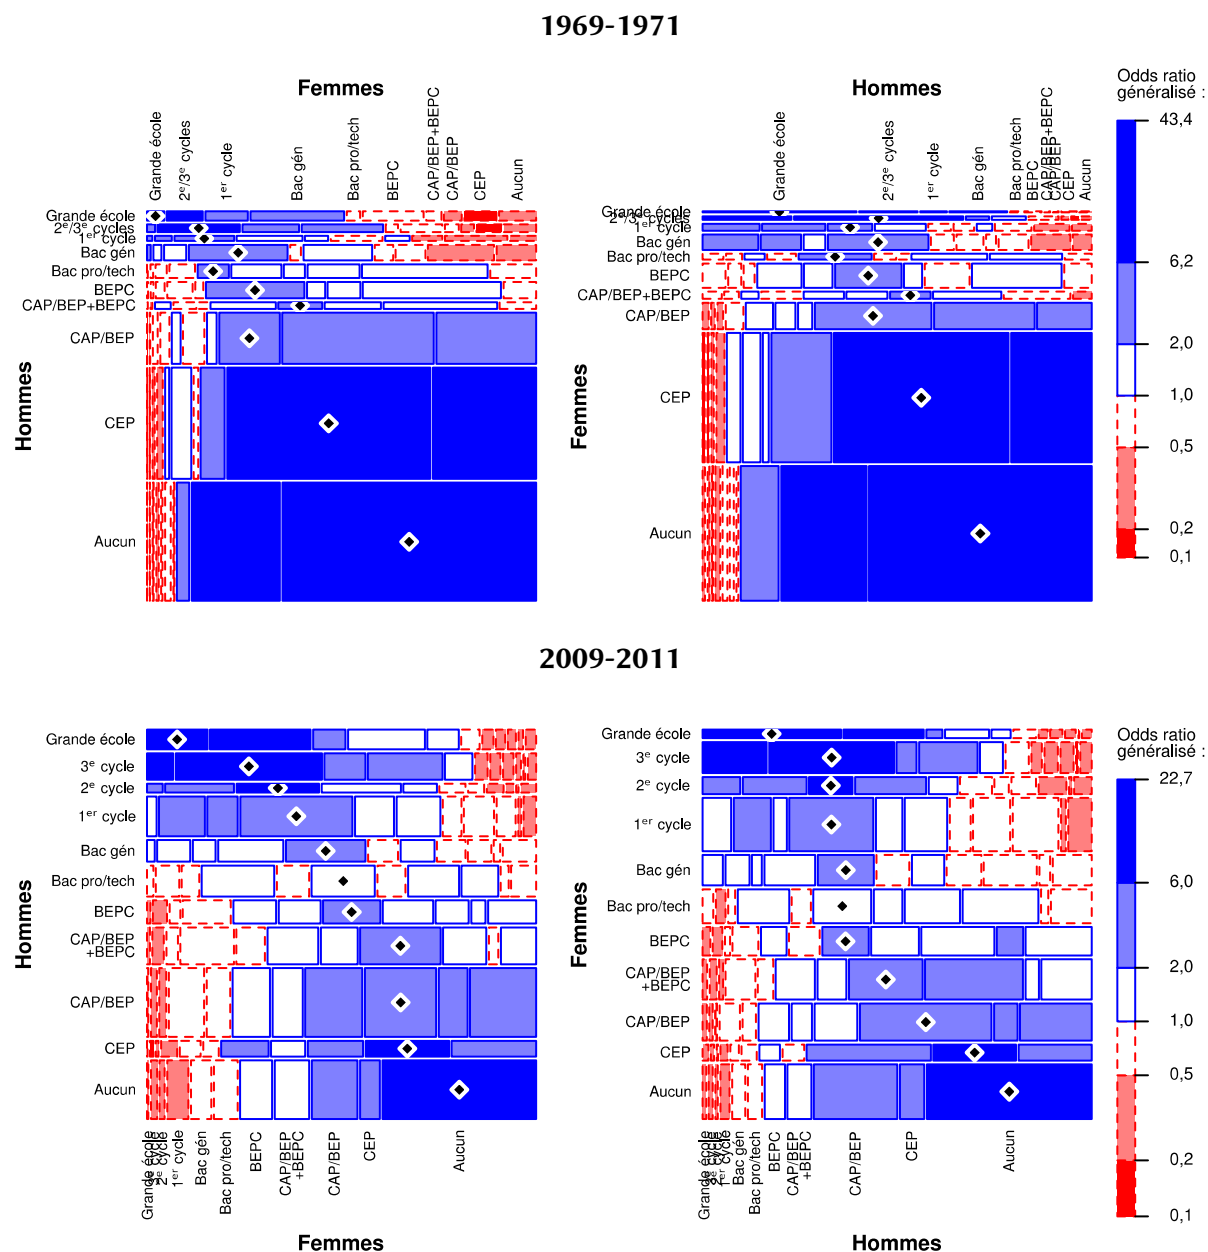 1969-1971
Femmes
Hommes
Odds ratio
généralisé :
Grande école
2e/3e cycles
1er cycle
Bac gén
Bac pro/tech
BEPC
CAP/BEP+BEPC
CAP/BEP
CEP
Aucun
Grande école
2e/3e cycles
1er cycle
Bac gén
Bac pro/tech
BEPC
CAP/BEP+BEPC
CAP/BEP
CEP
Aucun
43,4
6,2
2,0
1,0
0,5
0,2
0,1
Hommes
Grande école
2e/3e cycles
1er cycle
Bac gén
Bac pro/tech
BEPC
CAP/BEP+BEPC
CAP/BEP
CEP
Aucun
Femmes
Grande école
2e/3e cycles
1er cycle
Bac gén
Bac pro/tech
BEPC
CAP/BEP+BEPC
CAP/BEP
CEP
Aucun
2009-2011
Odds ratio
généralisé :
22,7
6,0
2,0
1,0
0,5
0,2
0,1
Hommes
Grande école
3e cycle
2e cycle
1er cycle
Bac gén
Bac pro/tech
BEPC
CAP/BEP
+BEPC
CAP/BEP
CEP
Aucun
Femmes
Grande école
3e cycle
2e cycle
1er cycle
Bac gén
Bac pro/tech
BEPC
CAP/BEP
+BEPC
CAP/BEP
CEP
Aucun
Grande école
2e cycle
1er cycle
Bac gén
Bac pro/tech
BEPC
CAP/BEP
+BEPC
CAP/BEP
CEP
Aucun
Grande école
1er cycle
Bac gén
Bac pro/tech
BEPC
CAP/BEP
+BEPC
CAP/BEP
CEP
Aucun
Femmes
Hommes